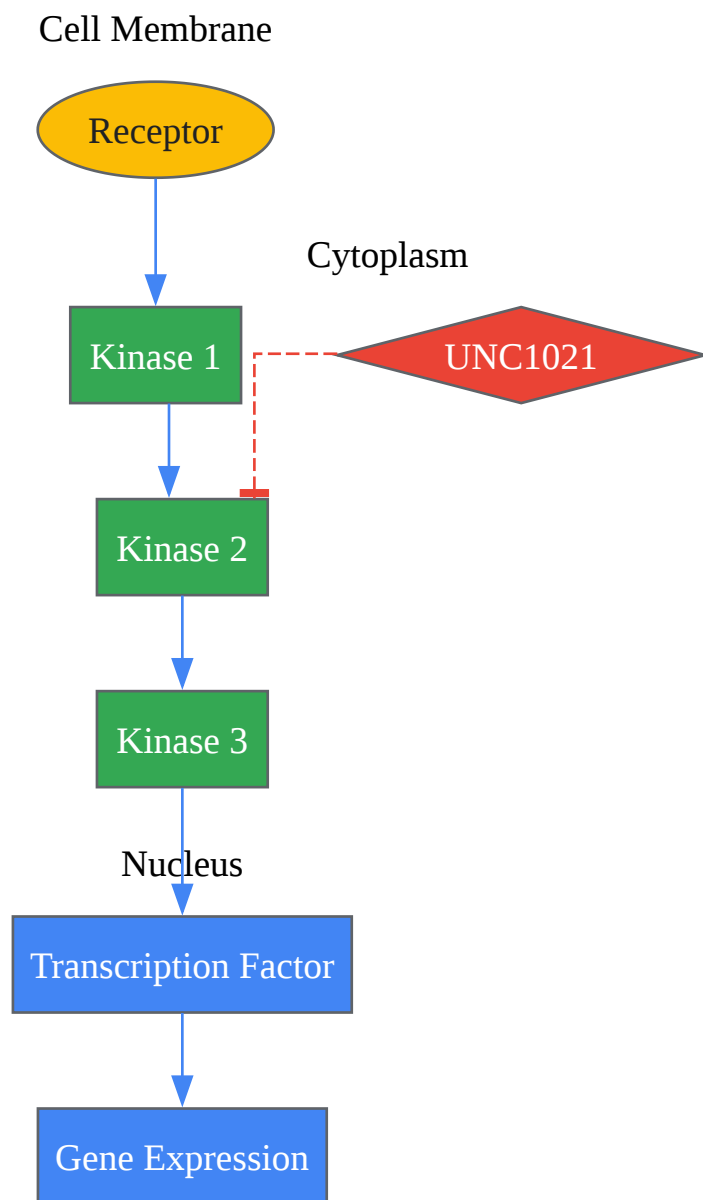 Cell Membrane
Receptor
Cytoplasm
Kinase 1
UNC1021
Kinase 2
Kinase 3
Nucleus
Transcription Factor
Gene Expression